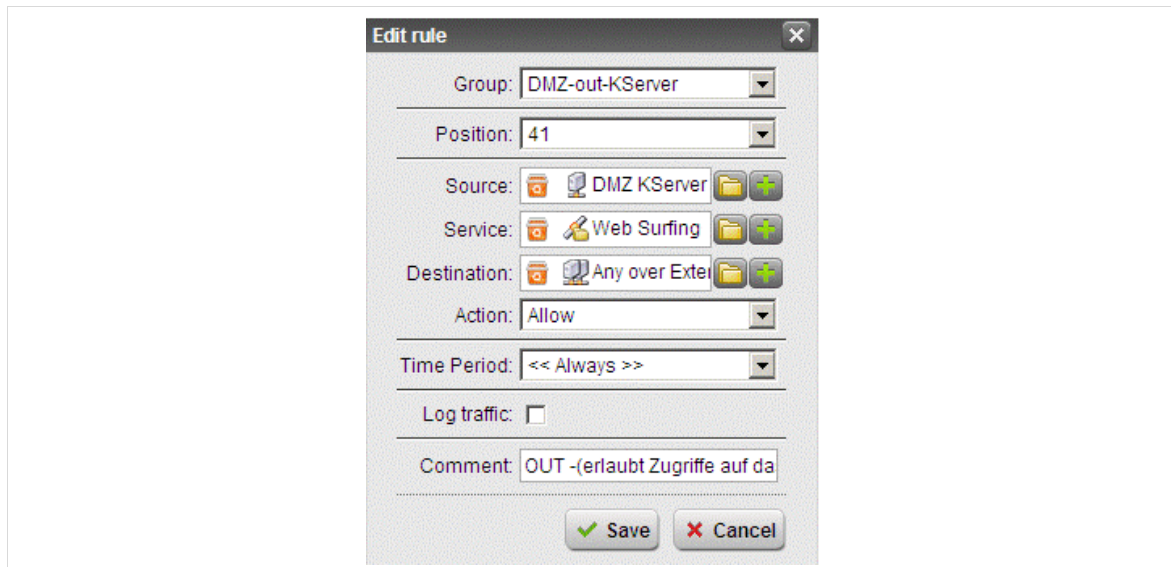 Edit rule
Group: DMZ-out-KServer
Position: 41
Source: DMZ KServer
Service: Web Surfing
Destination: Any over Exter
Action: Allow
Time Period: << Always >>
Log traffic:
Comment: OUT -(erlaubt Zugriffe auf da
Save Cancel